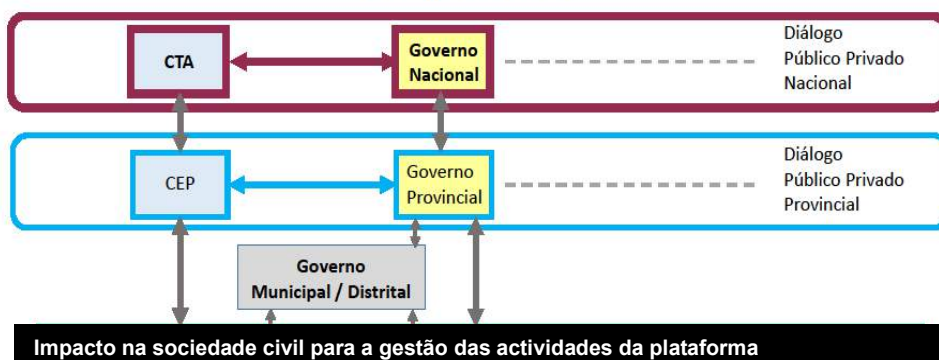 CTA
Governo
Nacional
Diálogo
Público Privado
Nacional
CEP
Governo
Provincial
Diálogo
Público Privado
Provincial
Governo
Municipal / Distrital
Impacto na sociedade civil para a gestão das actividades da plataforma